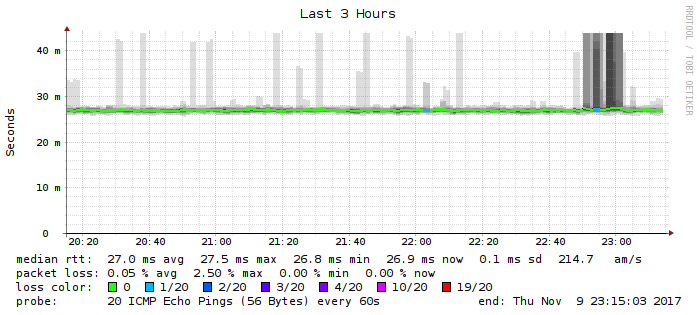 Last 3 Hours
RRDTOOL / TOBI OETIKER
Seconds
40 m
30 m
20 m
10 m
0
20:20 20:40 21:00 21:20 21:40 22:00 22:20 22:40 23:00
median rtt: 27.0 ms avg 27.5 ms max 26.8 ms min 26.9 ms now 0.1 ms sd 214.7 am/s
packet loss: 0.05 % avg 2.50 % max 0.00 % min 0.00 % now
loss color: 0 1/20 2/20 3/20 4/20 10/20 19/20
probe: 20 ICMP Echo Pings (56 Bytes) every 60s end: Thu Nov 9 23:15:03 2017